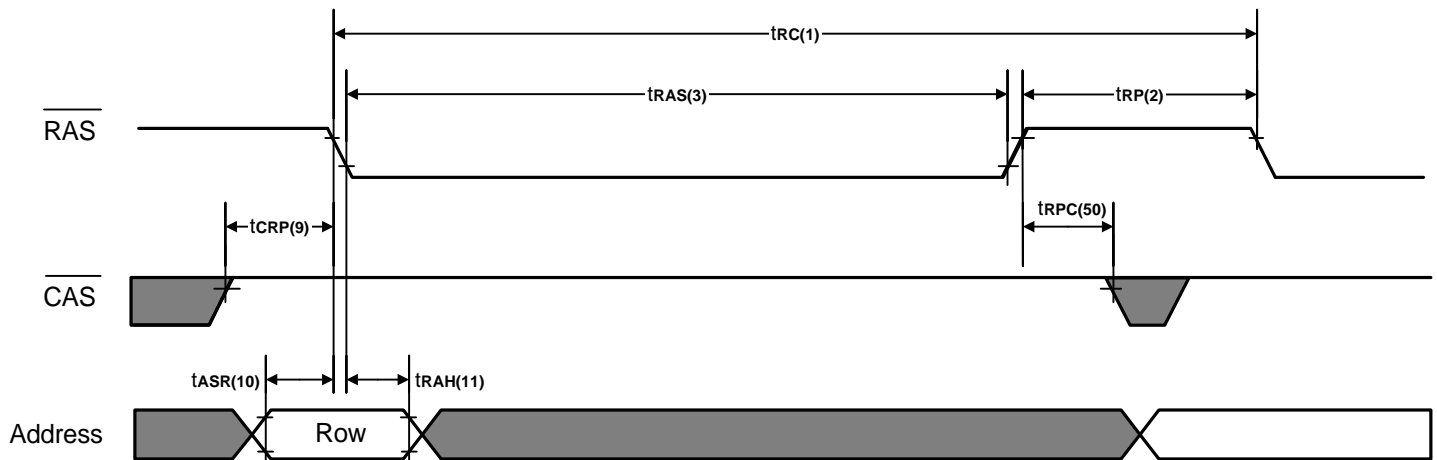 tRC(1)
tRAS(3)
tRP(2)
RAS
tCRP(9)
tRPC(50)
CAS
tASR(10)
tRAH(11)
Address
Row